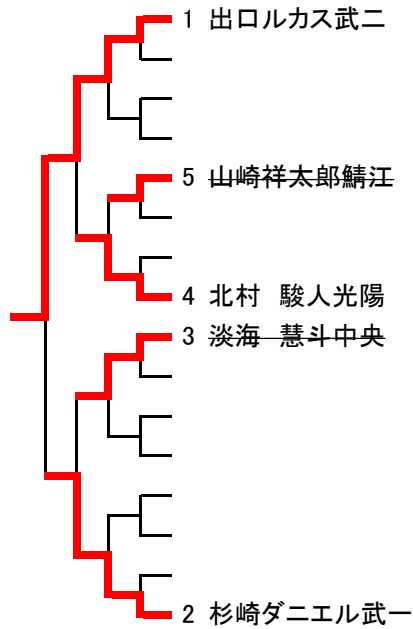 1 出口ルカス武二
5 山崎祥太郎鯖江
4 北村　駿人光陽
3 淡海　慧斗中央
2 杉崎ダニエル武一